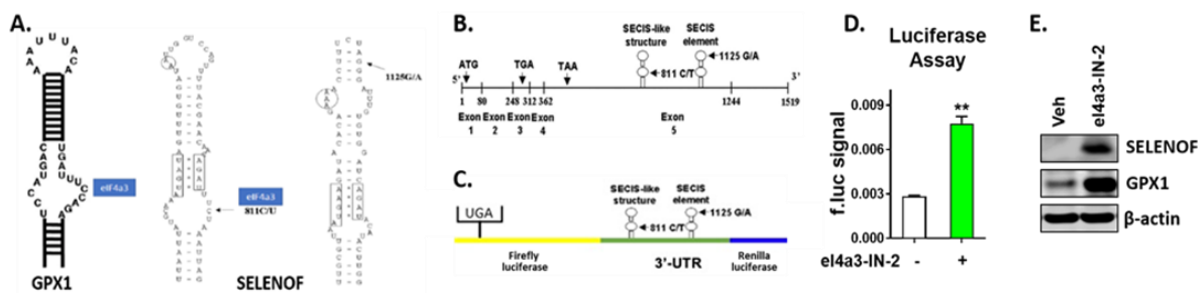 A.
eIF4a3
GPX1
1125G/A
eIF4a3
811C/U
SELENOF
B.
SECIS-like structure
SECIS element
1125 G/A
811 C/T
ATG
TGA
TAA
5'
3'
1 80 248 312 362 1244 1519
Exon 1
Exon 2
Exon 3
Exon 4
Exon 5
C.
SECIS-like structure
SECIS element
UGA
1125 G/A
811 C/T
Firefly luciferase
3'-UTR
Renilla luciferase
D.
Luciferase
Assay
f.luc signal
0.009
0.006
0.003
0.000
**
eI4a3-IN-2 - +
E.
Veh
eI4a3-IN-2
SELENOF
GPX1
β-actin